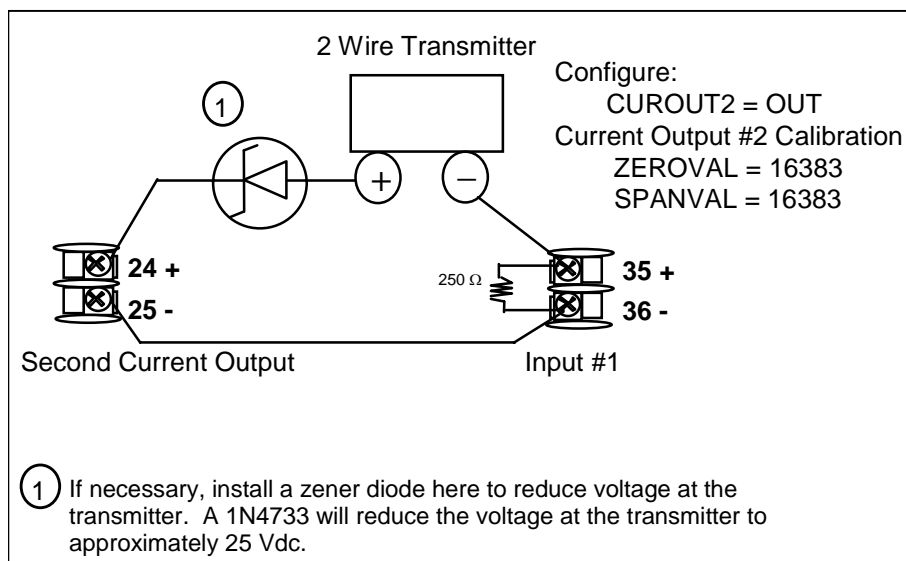 2 Wire Transmitter
Configure:
CUROUT2 = OUT
Current Output #2 Calibration
ZEROVAL = 16383
SPANVAL = 16383
1
+ −
24 +
25 -
250 Ω
35 +
36 -
Second Current Output
Input #1
1 If necessary, install a zener diode here to reduce voltage at the
transmitter. A 1N4733 will reduce the voltage at the transmitter to
approximately 25 Vdc.